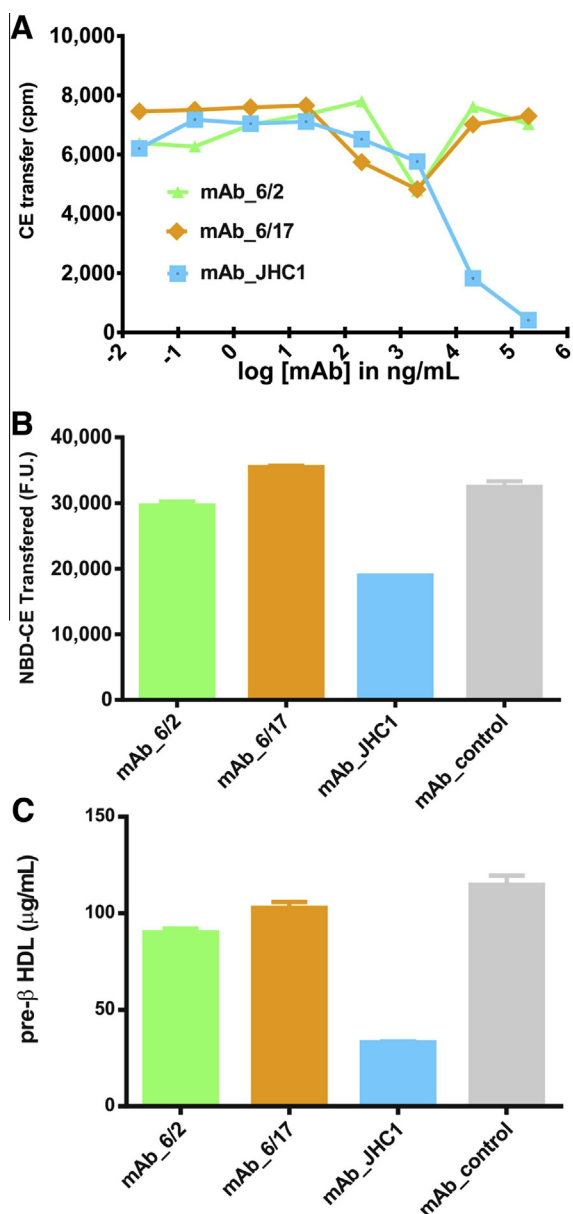 A
10,000
8,000
6,000
4,000
2,000
0
CE transfer (cpm)
mAb_6/2
mAb_6/17
mAb_JHC1
-2 -1 0 1 2 3 4 5 6
log [mAb] in ng/mL
B
40,000
30,000
20,000
10,000
0
NBD-CE Transfered (F.U.)
mAb_6/2
mAb_6/17
mAb_JHC1
mAb_control
C
150
100
50
0
pre-β HDL (µg/mL)
mAb_6/2
mAb_6/17
mAb_JHC1
mAb_control